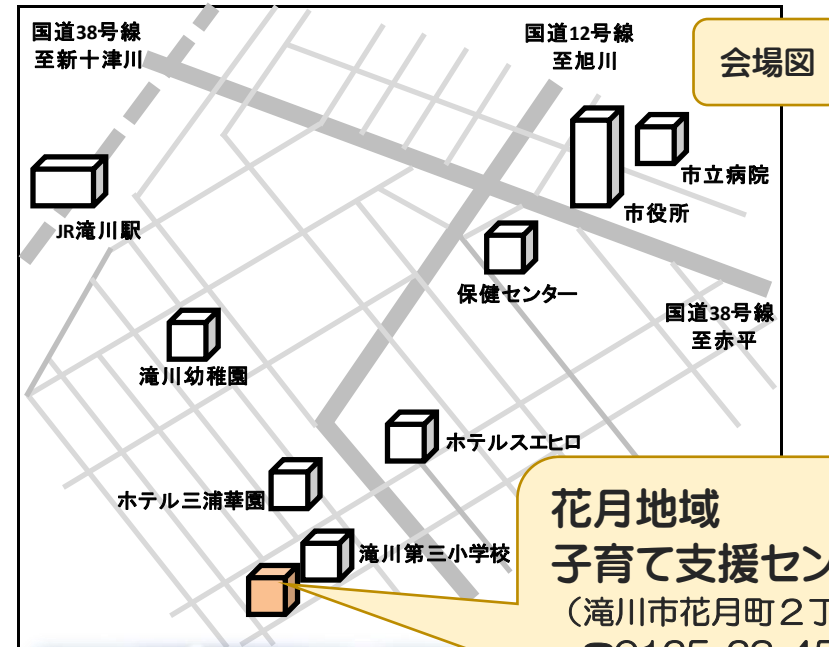 国道38号線
至新十津川
国道12号線
至旭川
会場図
市立病院
市役所
JR滝川駅
保健センター
国道38号線
至赤平
滝川幼稚園
ホテルスエヒロ
ホテル三浦華園
滝川第三小学校
花月地域
子育て支援セン
（滝川市花月町２丁